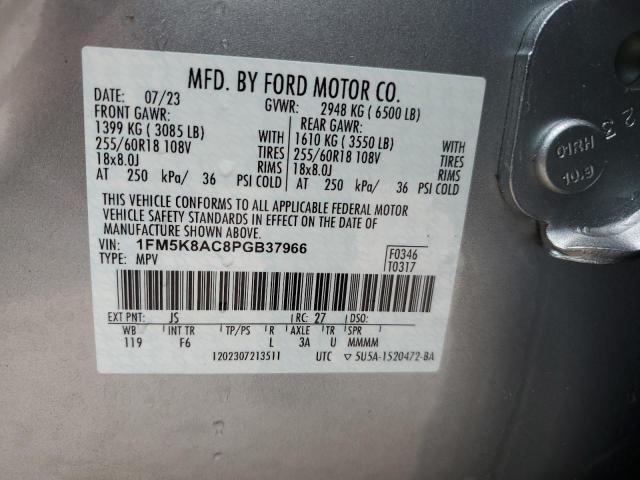 MFD. BY FORD MOTOR CO.
DATE: 07/23 GVWR: 2948 KG ( 6500 LB)
FRONT GAWR: REAR GAWR:
1399 KG ( 3085 LB) WITH 1610 KG ( 3550 LB) WITH
255/60R18 108V TIRES 255/60R18 108V TIRES
18x8.0J RIMS 18x8.0J RIMS
AT 250 kPa/ 36 PSI COLD AT 250 kPa/ 36 PSI COLD
THIS VEHICLE CONFORMS TO ALL APPLICABLE FEDERAL MOTOR
VEHICLE SAFETY STANDARDS IN EFFECT ON THE DATE OF
MANUFACTURE SHOWN ABOVE.
VIN: 1FM5K8AC8PGB37966 F0346
TYPE: MPV T0317
EXT PNT: JS RC: 27 DSO:
WB INT TR TP/PS R AXLE TR SPR
119 F6 L 3A U MMMM
1202307213511 UTC ▽ 5U5A-1520472-BA
2 3
01RH
10.9